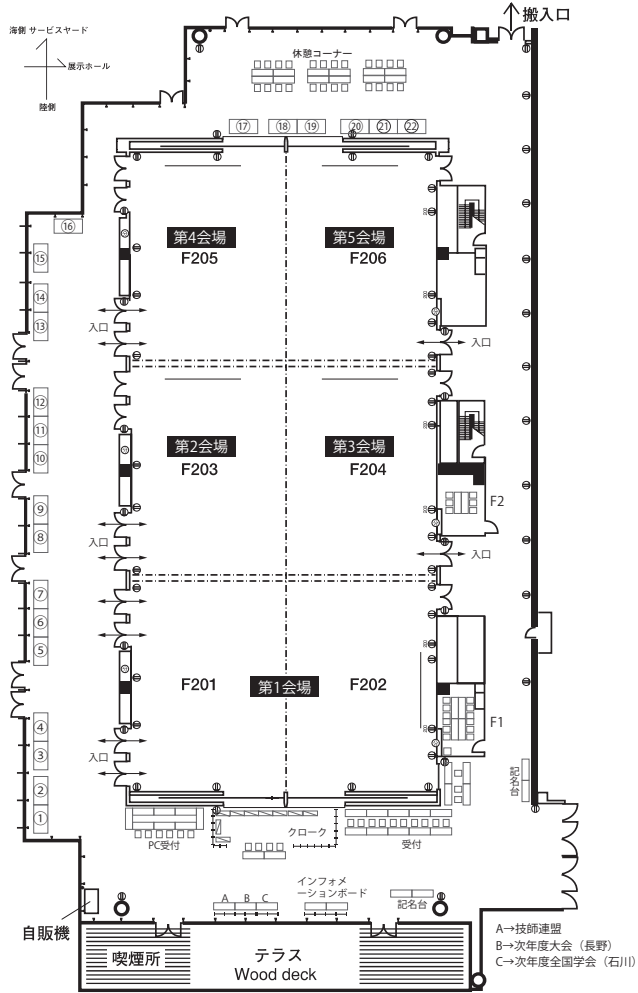 搬入口
海側 サービスヤード
展示ホール
陸側
休憩コーナー
⑰ ⑱ ⑲ ⑳ ㉑ ㉒
⑯
⑮
⑭
⑬
⑫
⑪
⑩
⑨
⑧
⑦
⑥
⑤
④
③
②
①
第4会場
F205
第5会場
F206
入口
入口
第2会場
F203
第3会場
F204
F2
入口
入口
F201
第1会場
F202
F1
入口
記名台
PC受付
クローク
受付
インフォメ
ーションボード
A B C
記名台
自販機
喫煙所
テラス
Wood deck
A→技師連盟
B→次年度大会（長野）
C→次年度全国学会（石川）